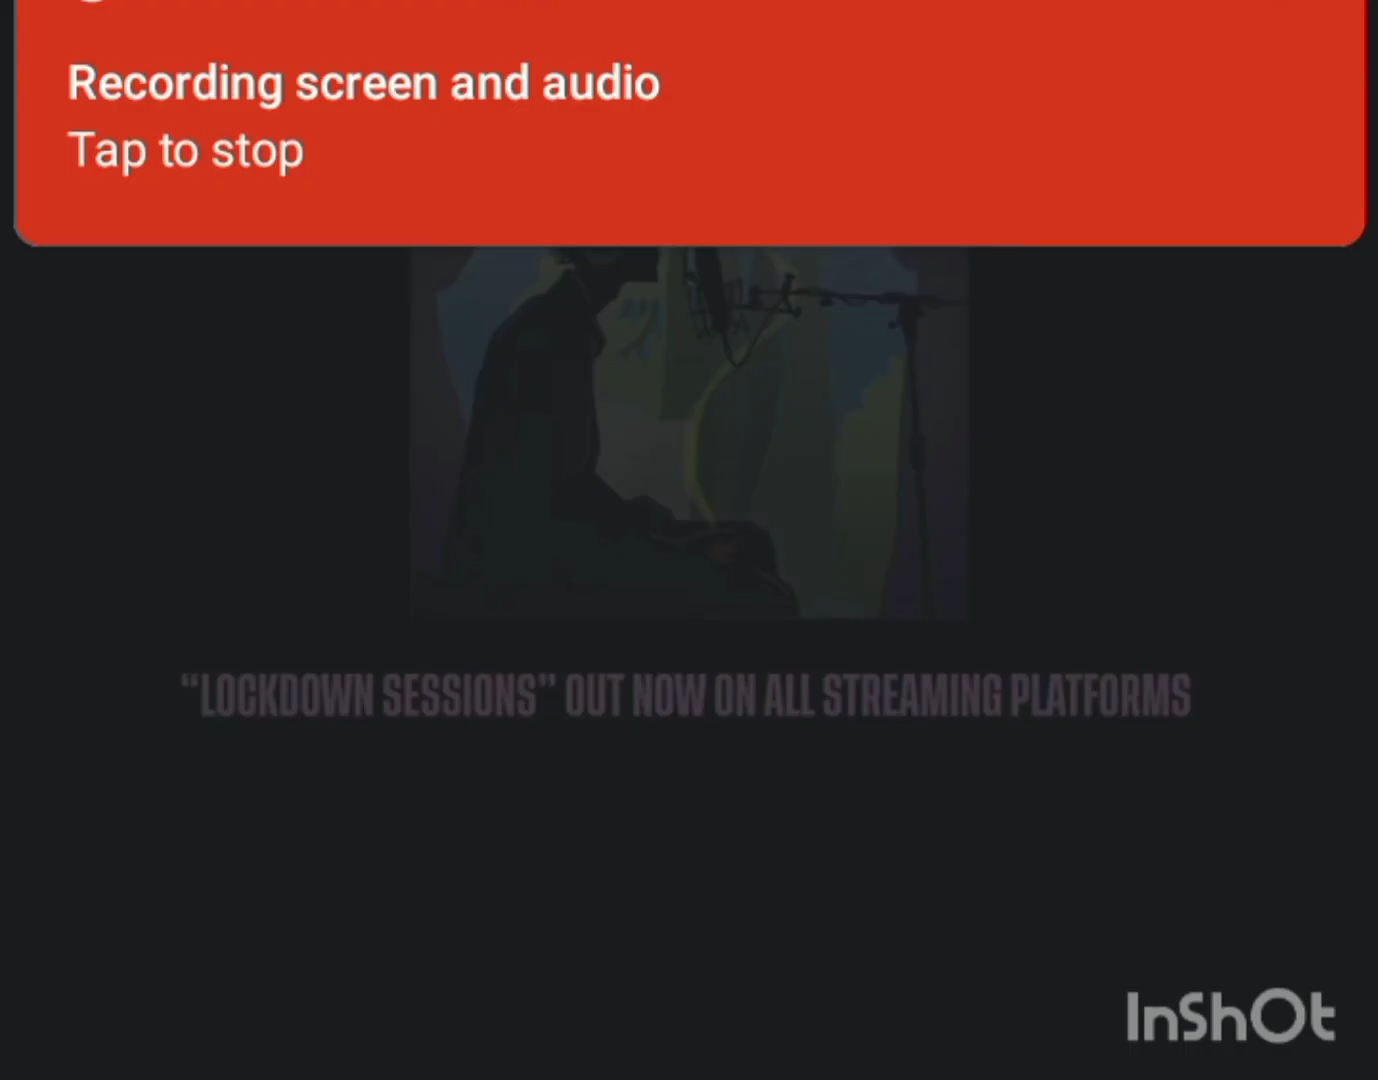 Recording screen and audio
Tap to stop
“LOCKDOWN SESSIONS” OUT NOW ON ALL STREAMING PLATFORMS
InShOt